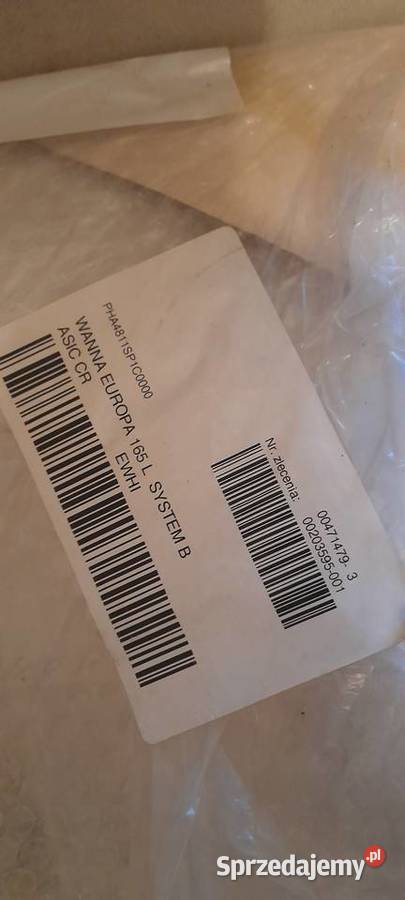 PHA4811SP1C0000
WANNA EUROPA 165 L SYSTEM B
ASIC CR EWHI
Nr. zlecenia: 00471479- 3
00203595-001
Sprzedajemy.pl